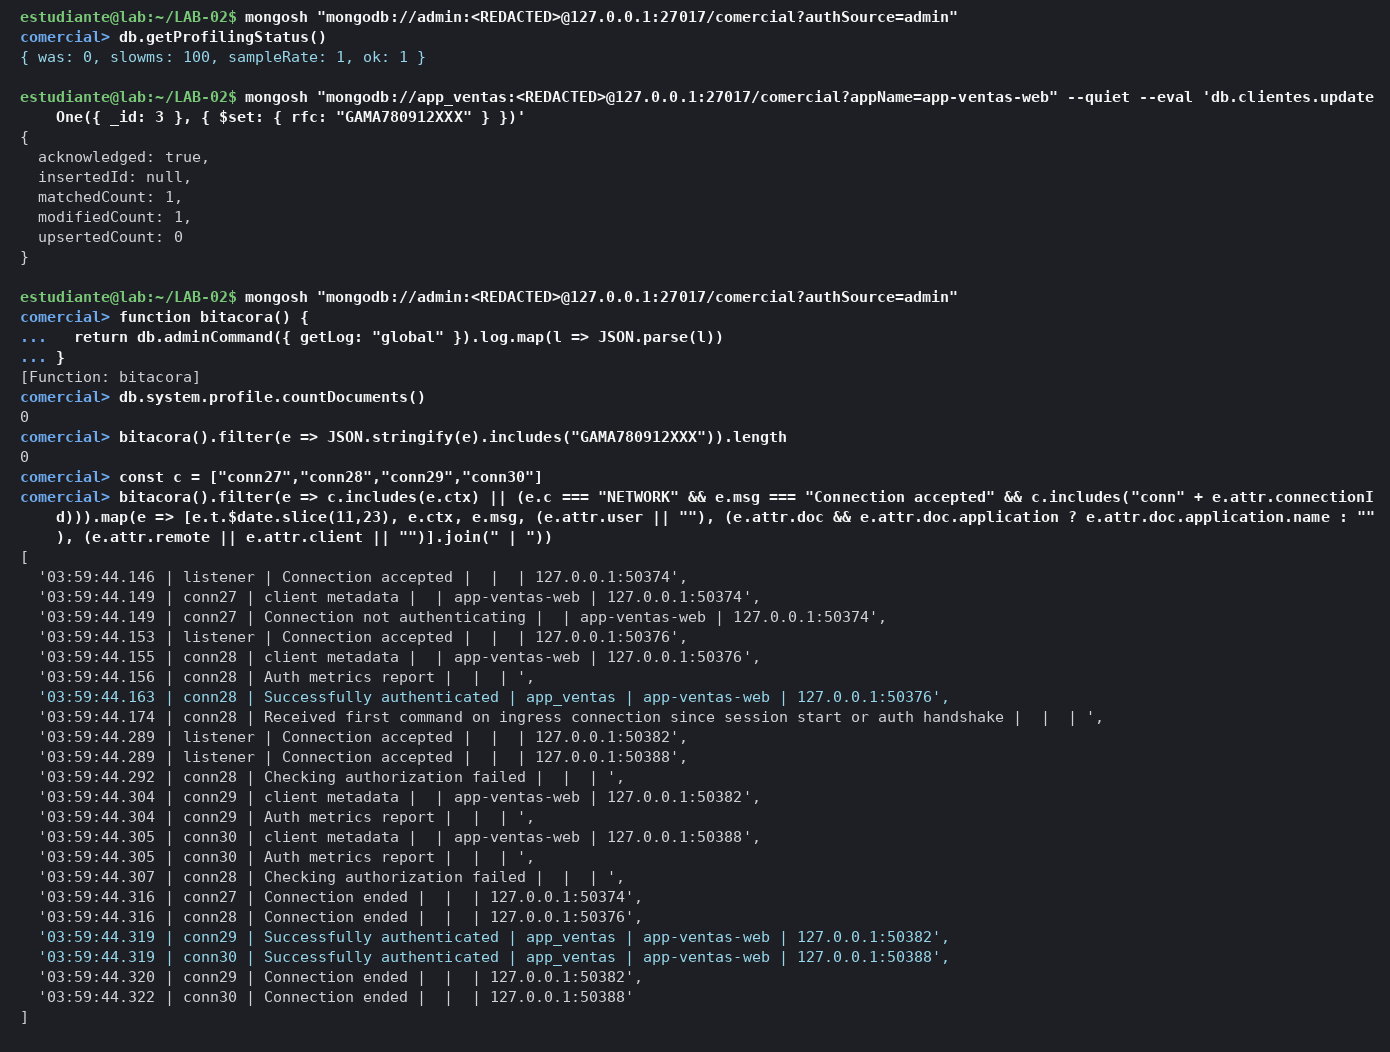 estudiante@lab:~/LAB-02$ mongosh "mongodb://admin:<REDACTED>@127.0.0.1:27017/comercial?authSource=admin"
comercial> db.getProfilingStatus()
{ was: 0, slowms: 100, sampleRate: 1, ok: 1 }
estudiante@lab:~/LAB-02$ mongosh "mongodb://app_ventas:<REDACTED>@127.0.0.1:27017/comercial?appName=app-ventas-web" --quiet --eval 'db.clientes.update
One({ _id: 3 }, { $set: { rfc: "GAMA780912XXX" } })'
{
  acknowledged: true,
  insertedId: null,
  matchedCount: 1,
  modifiedCount: 1,
  upsertedCount: 0
}
estudiante@lab:~/LAB-02$ mongosh "mongodb://admin:<REDACTED>@127.0.0.1:27017/comercial?authSource=admin"
comercial> function bitacora() {
...   return db.adminCommand({ getLog: "global" }).log.map(l => JSON.parse(l))
... }
[Function: bitacora]
comercial> db.system.profile.countDocuments()
0
comercial> bitacora().filter(e => JSON.stringify(e).includes("GAMA780912XXX")).length
0
comercial> const c = ["conn27","conn28","conn29","conn30"]
comercial> bitacora().filter(e => c.includes(e.ctx) || (e.c === "NETWORK" && e.msg === "Connection accepted" && c.includes("conn" + e.attr.connectionI
d))).map(e => [e.t.$date.slice(11,23), e.ctx, e.msg, (e.attr.user || ""), (e.attr.doc && e.attr.doc.application ? e.attr.doc.application.name : ""
), (e.attr.remote || e.attr.client || "")].join(" | "))
[
  '03:59:44.146 | listener | Connection accepted |  |  | 127.0.0.1:50374',
  '03:59:44.149 | conn27 | client metadata |  | app-ventas-web | 127.0.0.1:50374',
  '03:59:44.149 | conn27 | Connection not authenticating |  | app-ventas-web | 127.0.0.1:50374',
  '03:59:44.153 | listener | Connection accepted |  |  | 127.0.0.1:50376',
  '03:59:44.155 | conn28 | client metadata |  | app-ventas-web | 127.0.0.1:50376',
  '03:59:44.156 | conn28 | Auth metrics report |  |  | ',
  '03:59:44.163 | conn28 | Successfully authenticated | app_ventas | app-ventas-web | 127.0.0.1:50376',
  '03:59:44.174 | conn28 | Received first command on ingress connection since session start or auth handshake |  |  | ',
  '03:59:44.289 | listener | Connection accepted |  |  | 127.0.0.1:50382',
  '03:59:44.289 | listener | Connection accepted |  |  | 127.0.0.1:50388',
  '03:59:44.292 | conn28 | Checking authorization failed |  |  | ',
  '03:59:44.304 | conn29 | client metadata |  | app-ventas-web | 127.0.0.1:50382',
  '03:59:44.304 | conn29 | Auth metrics report |  |  | ',
  '03:59:44.305 | conn30 | client metadata |  | app-ventas-web | 127.0.0.1:50388',
  '03:59:44.305 | conn30 | Auth metrics report |  |  | ',
  '03:59:44.307 | conn28 | Checking authorization failed |  |  | ',
  '03:59:44.316 | conn27 | Connection ended |  |  | 127.0.0.1:50374',
  '03:59:44.316 | conn28 | Connection ended |  |  | 127.0.0.1:50376',
  '03:59:44.319 | conn29 | Successfully authenticated | app_ventas | app-ventas-web | 127.0.0.1:50382',
  '03:59:44.319 | conn30 | Successfully authenticated | app_ventas | app-ventas-web | 127.0.0.1:50388',
  '03:59:44.320 | conn29 | Connection ended |  |  | 127.0.0.1:50382',
  '03:59:44.322 | conn30 | Connection ended |  |  | 127.0.0.1:50388'
]